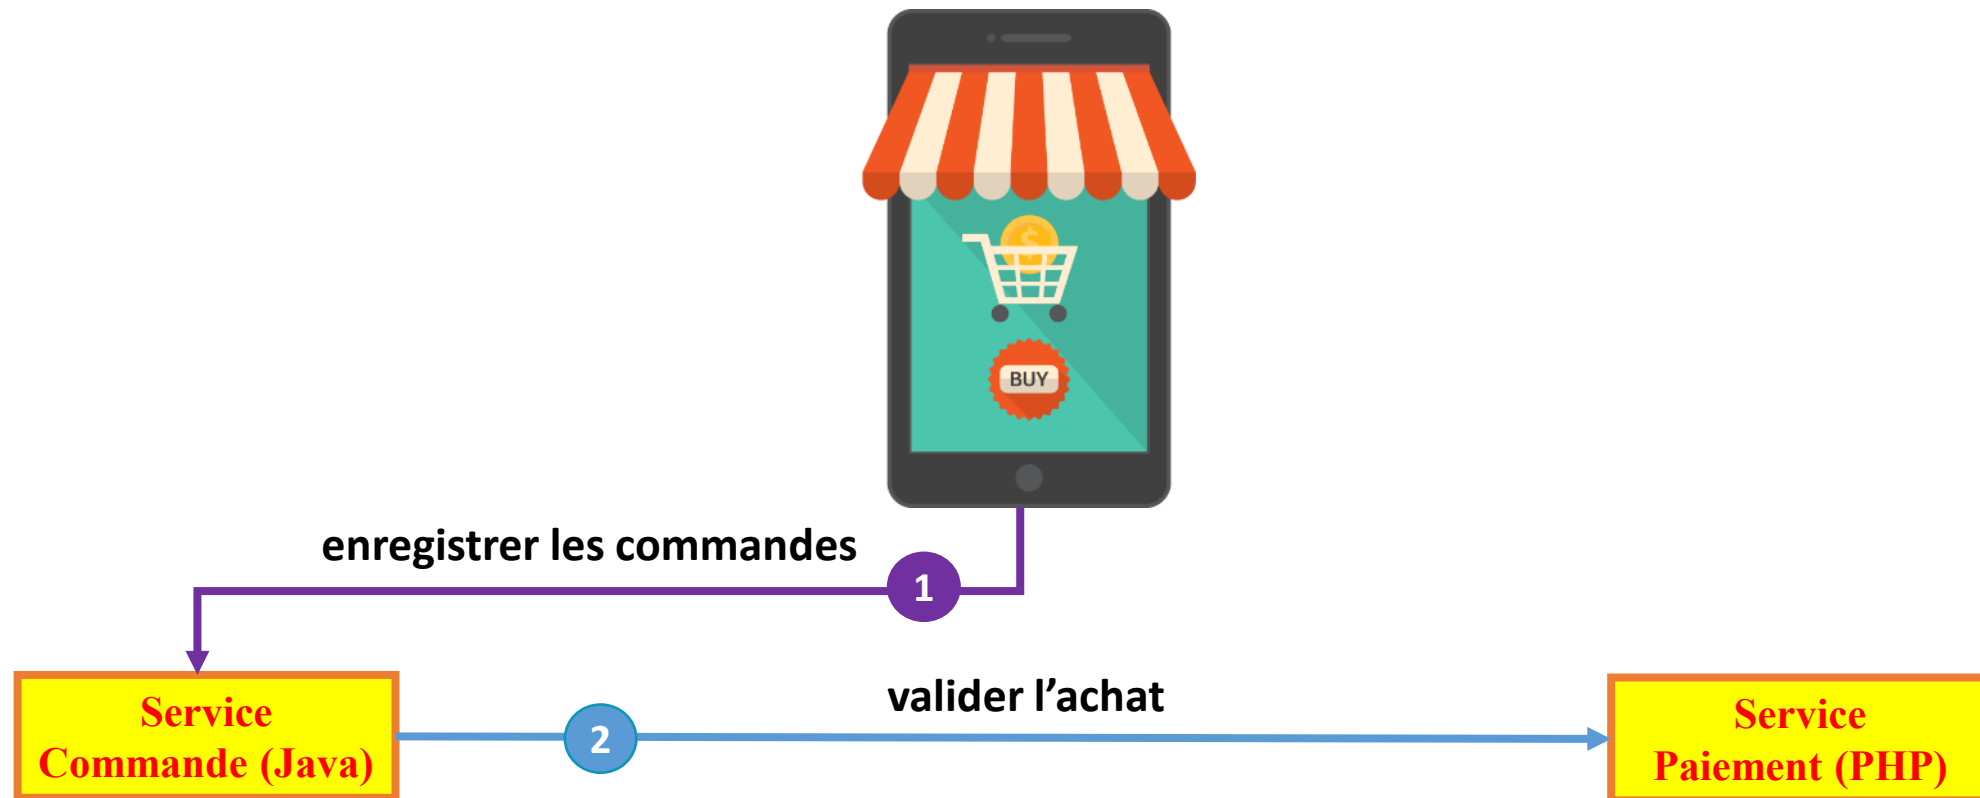 $
BUY
enregistrer les commandes
1
Service
Commande (Java)
2
valider l’achat
Service
Paiement (PHP)